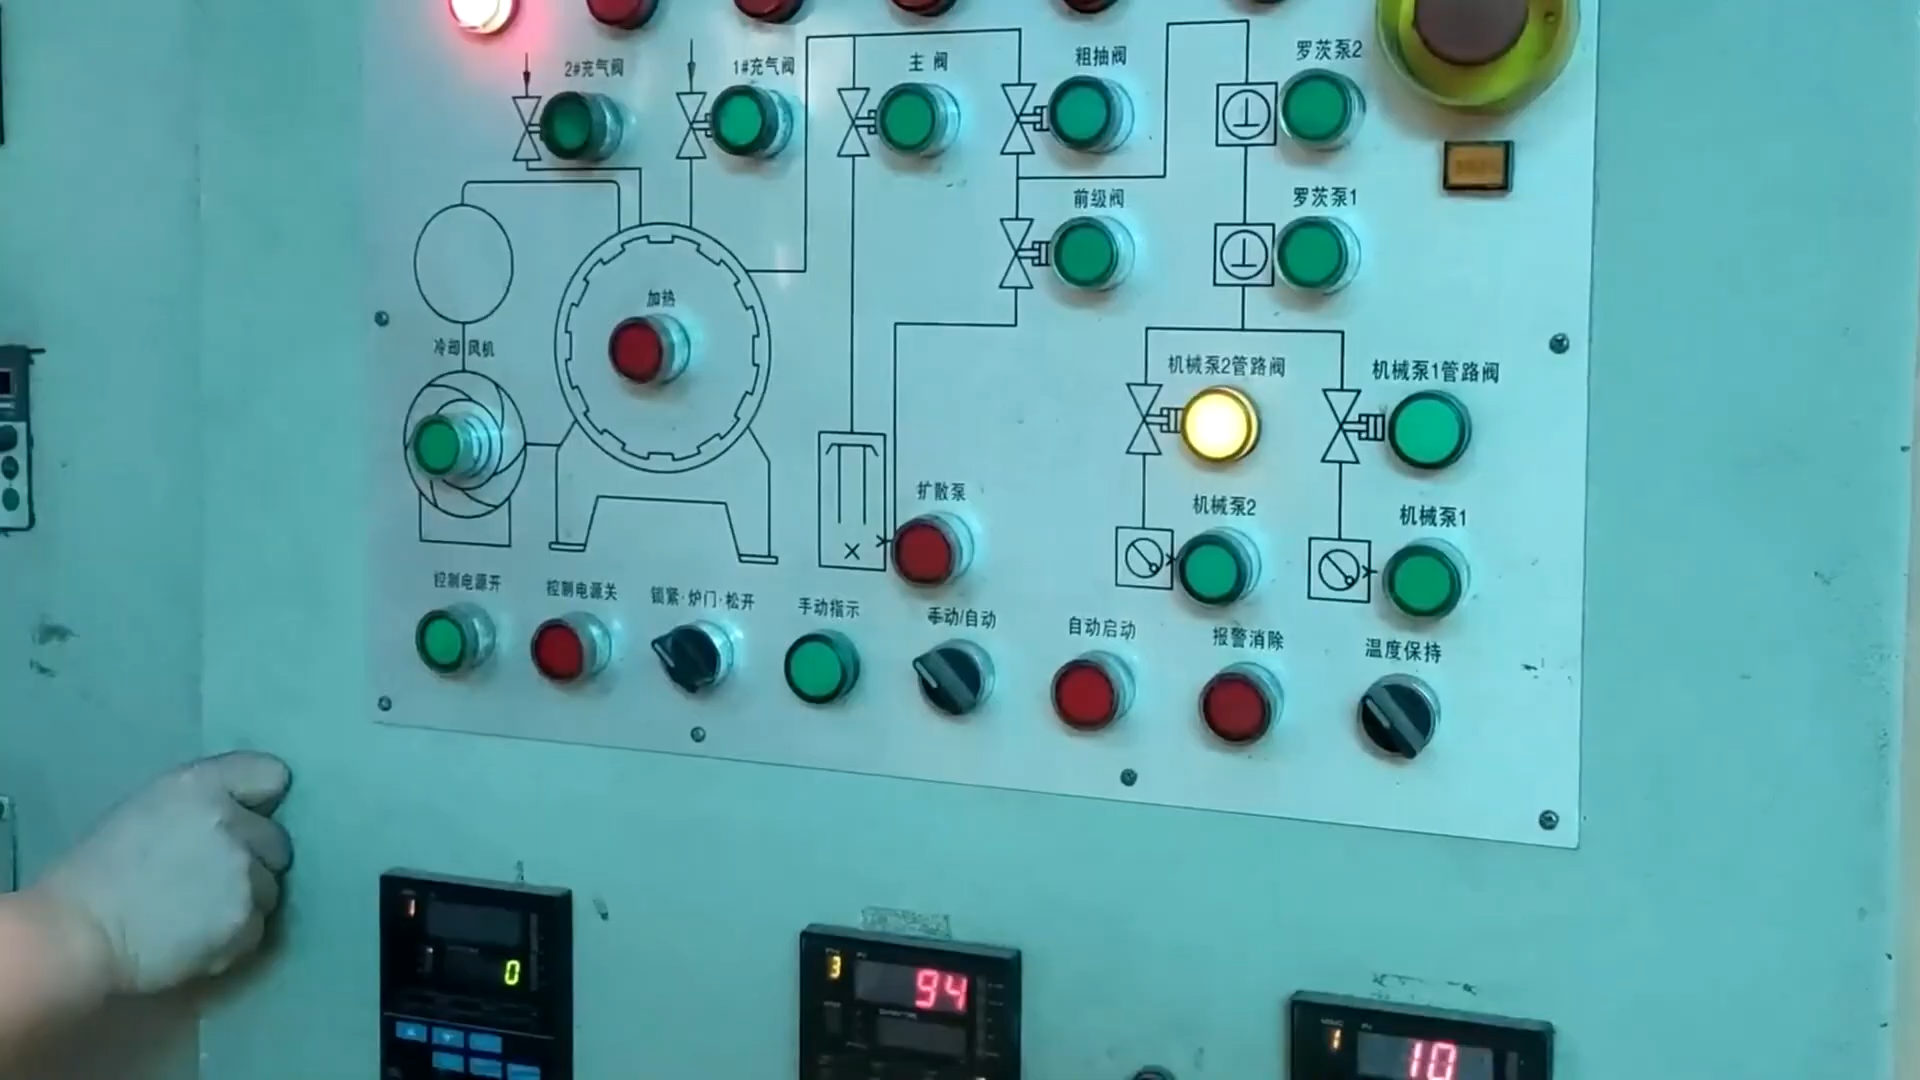 2#充气阀
1#充气阀
主 阀
粗抽阀
罗茨泵2
前级阀
罗茨泵1
加热
冷却风机
机械泵2管路阀
机械泵1管路阀
扩散泵
机械泵2
机械泵1
控制电源开
控制电源关
锁紧·炉门·松开
手动指示
手动/自动
自动启动
报警消除
温度保持
1
0
3
94
1
10